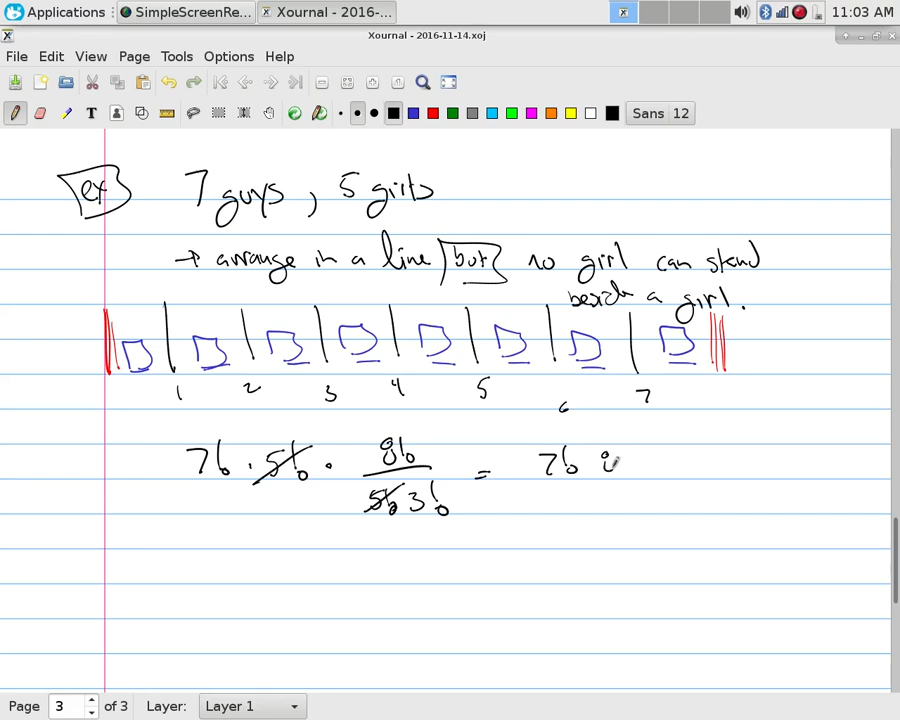 Applications SimpleScreenRe... Xournal - 2016-... 11:03 AM
Xournal - 2016-11-14.xoj
File Edit View Page Tools Options Help
T Sans 12
ex 7 guys, 5 girls
→ arrange in a line but no girl can stand
beside a girl.
1 2 3 4 5 6 7
7! · 5! · 8! / 5! 3! = 7!
Page 3 of 3 Layer: Layer 1